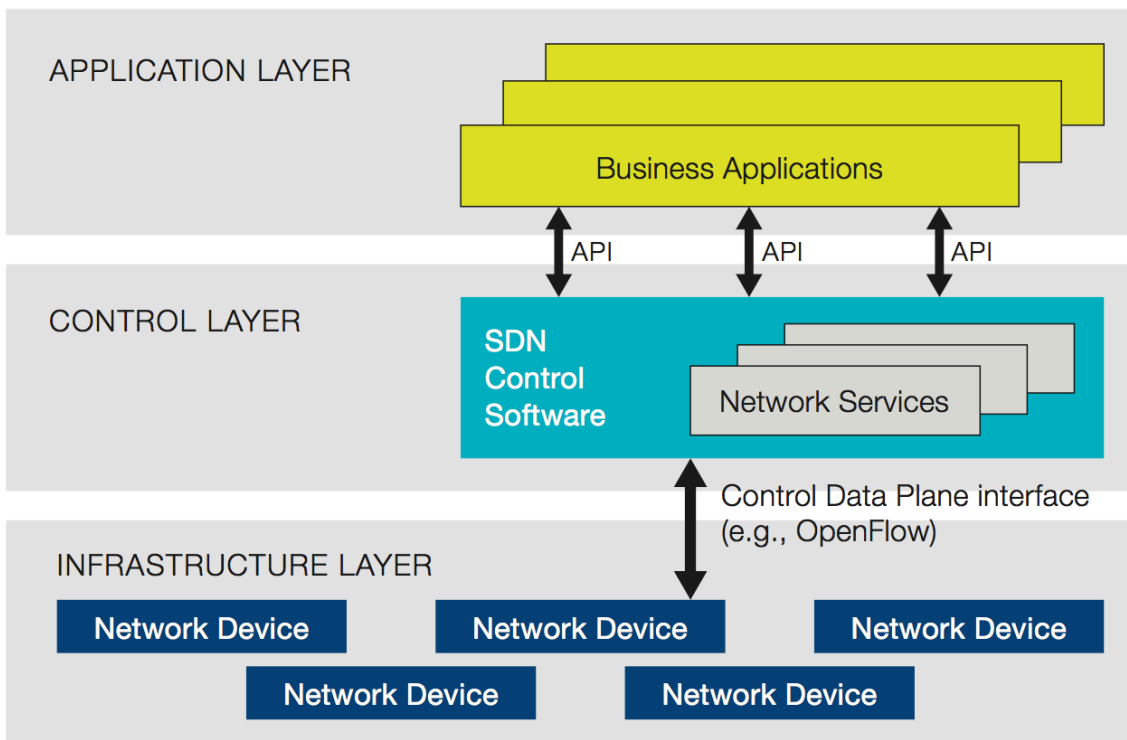 APPLICATION LAYER
Business Applications
API
API
API
CONTROL LAYER
SDN
Control
Software
Network Services
Control Data Plane interface
(e.g., OpenFlow)
INFRASTRUCTURE LAYER
Network Device
Network Device
Network Device
Network Device
Network Device